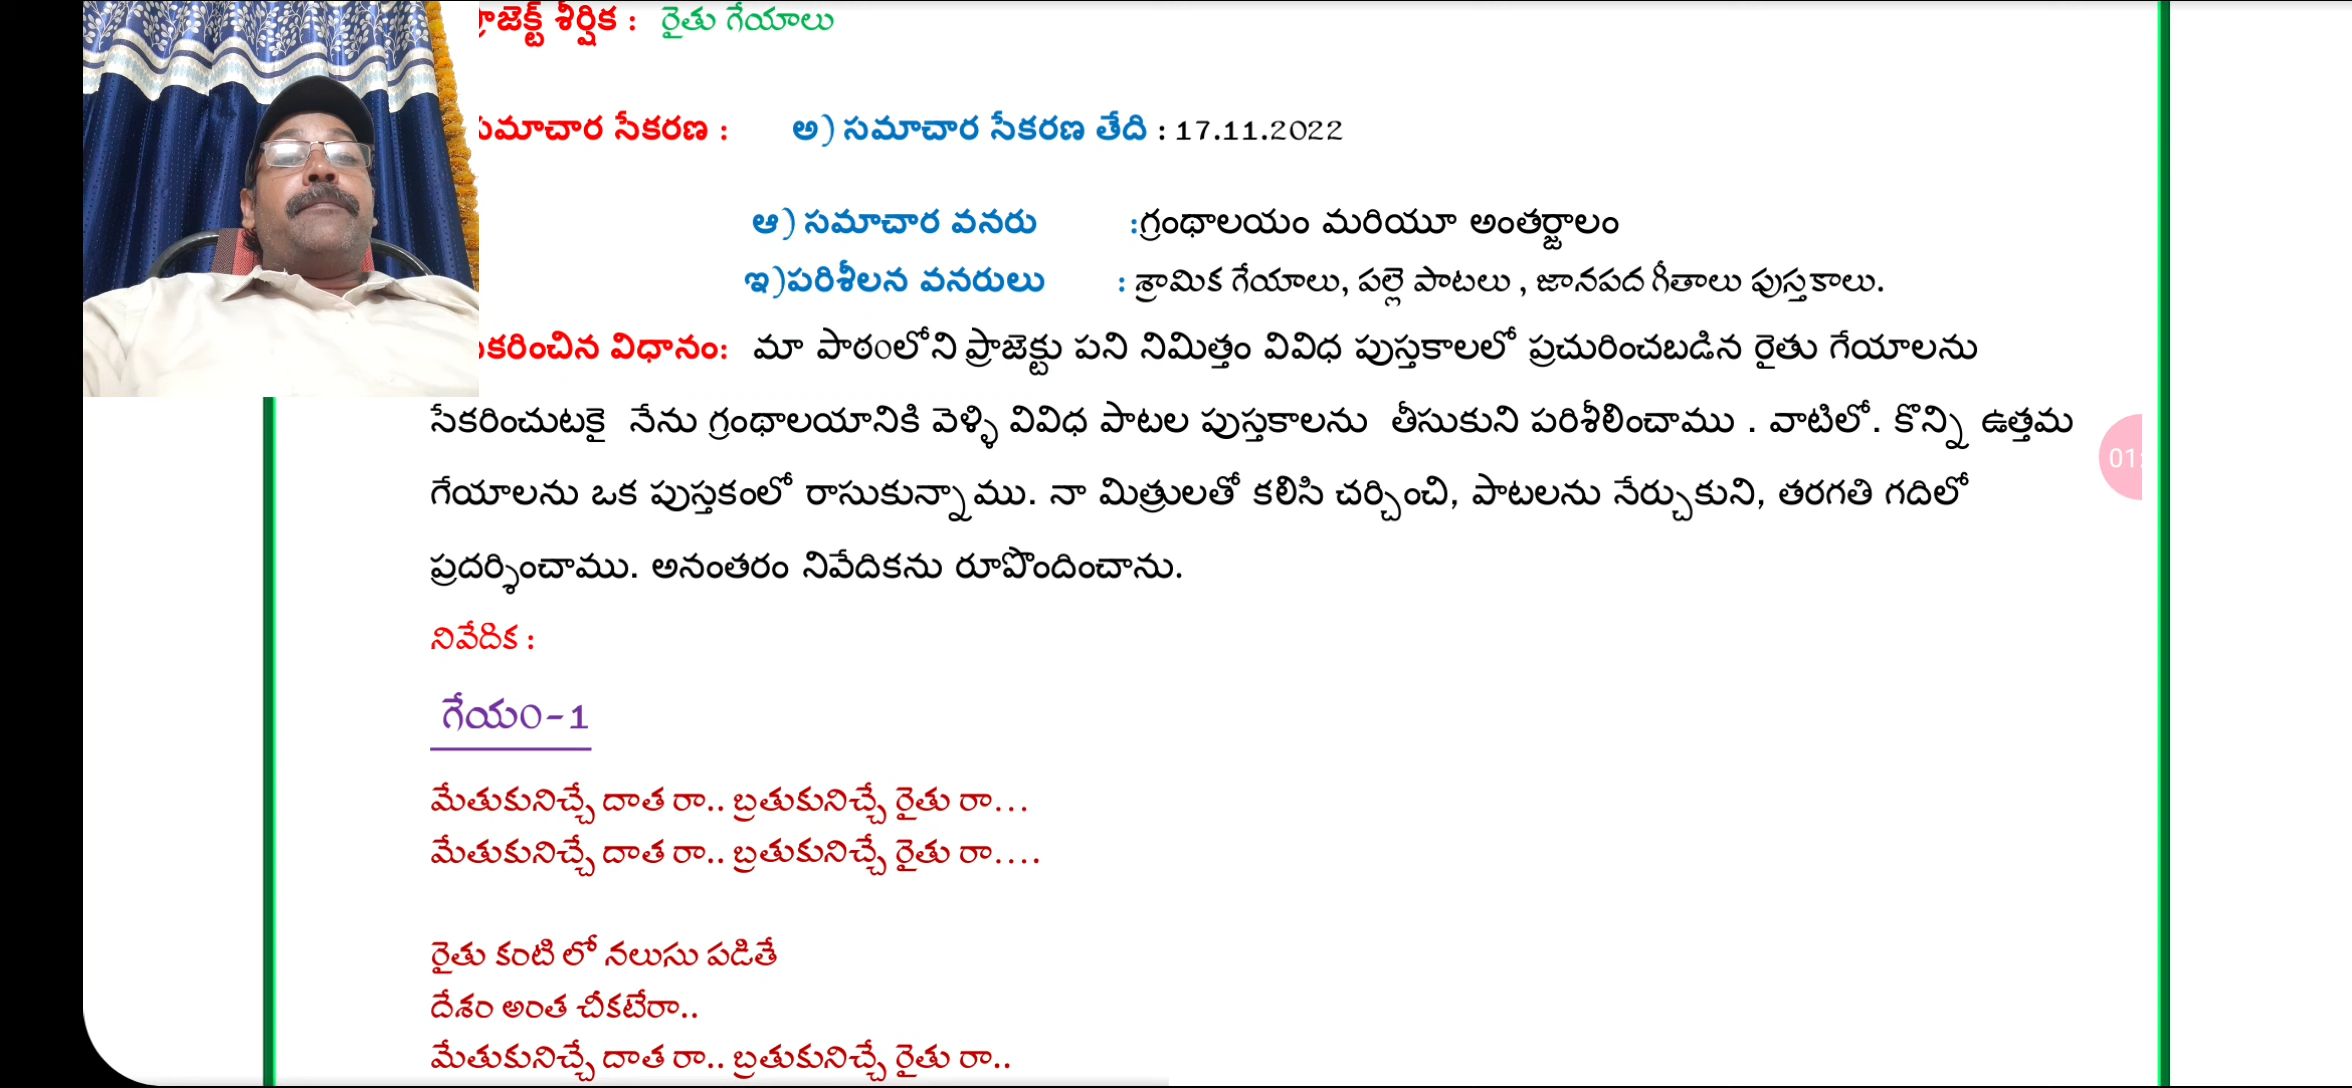 ప్రాజెక్ట్ శీర్షిక : రైతు గేయాలు
సమాచార సేకరణ : అ) సమాచార సేకరణ తేది : 17.11.2022
ఆ) సమాచార వనరు :గ్రంథాలయం మరియూ అంతర్జాలం
ఇ)పరిశీలన వనరులు : శ్రామిక గేయాలు, పల్లె పాటలు , జానపద గీతాలు పుస్తకాలు.
కరించిన విధానం: మా పాఠంలోని ప్రాజెక్టు పని నిమిత్తం వివిధ పుస్తకాలలో ప్రచురించబడిన రైతు గేయాలను
సేకరించుటకై నేను గ్రంథాలయానికి వెళ్ళి వివిధ పాటల పుస్తకాలను తీసుకుని పరిశీలించాము . వాటిలో. కొన్ని ఉత్తమ
గేయాలను ఒక పుస్తకంలో రాసుకున్నాము. నా మిత్రులతో కలిసి చర్చించి, పాటలను నేర్చుకుని, తరగతి గదిలో
ప్రదర్శించాము. అనంతరం నివేదికను రూపొందించాను.
01:
నివేదిక :
గేయం-1
మేతుకునిచ్చే దాత రా.. బ్రతుకునిచ్చే రైతు రా...
మేతుకునిచ్చే దాత రా.. బ్రతుకునిచ్చే రైతు రా....
రైతు కంటి లో నలుసు పడితే
దేశం అంత చీకటేరా..
మేతుకునిచ్చే దాత రా.. బ్రతుకునిచ్చే రైతు రా..